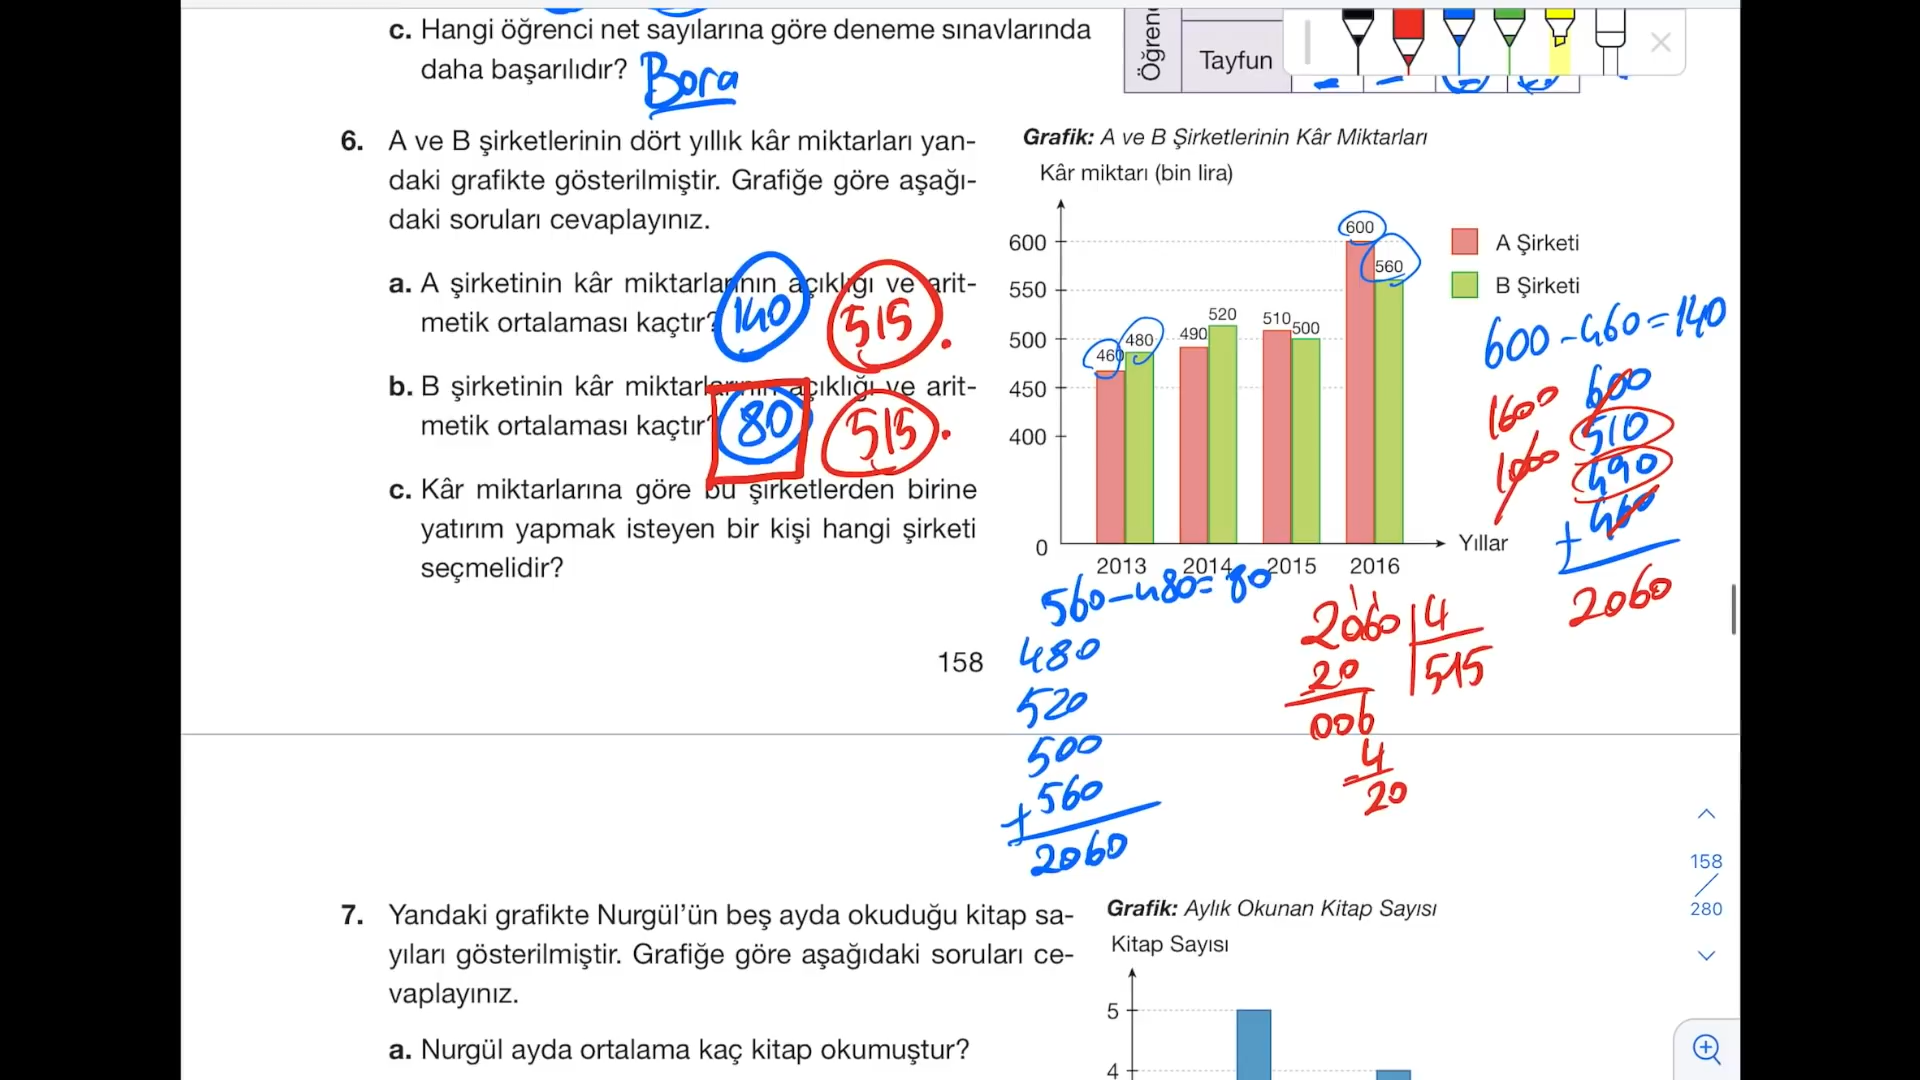 c. Hangi öğrenci net sayılarına göre deneme sınavlarında
daha başarılıdır? Bora
Öğrenc
Tayfun
6. A ve B şirketlerinin dört yıllık kâr miktarları yan-
daki grafikte gösterilmiştir. Grafiğe göre aşağı-
daki soruları cevaplayınız.
a. A şirketinin kâr miktarlarının açıklığı ve arit-
metik ortalaması kaçtır? 140 515.
b. B şirketinin kâr miktarlarının açıklığı ve arit-
metik ortalaması kaçtır? 80 515.
c. Kâr miktarlarına göre bu şirketlerden birine
yatırım yapmak isteyen bir kişi hangi şirketi
seçmelidir?
Grafik: A ve B Şirketlerinin Kâr Miktarları
Kâr miktarı (bin lira)
600
550
500
450
400
0
460 480 490 520 510 500 600 560
2013 2014 2015 2016
Yıllar
A Şirketi
B Şirketi
600-460=140
600
510
490
+ 460
2060
1600
1060
560-480=80
480
520
500
+ 560
2060
2060 4
20 515
006
-4
20
158
7. Yandaki grafikte Nurgül’ün beş ayda okuduğu kitap sa-
yıları gösterilmiştir. Grafiğe göre aşağıdaki soruları ce-
vaplayınız.
a. Nurgül ayda ortalama kaç kitap okumuştur?
Grafik: Aylık Okunan Kitap Sayısı
Kitap Sayısı
5
4
158
280